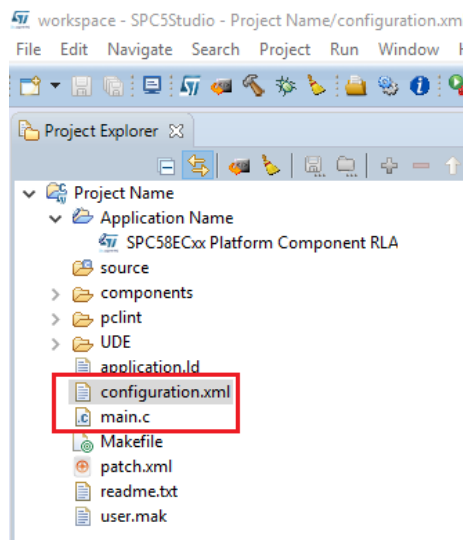 workspace - SPC5Studio - Project Name/configuration.xm
File Edit Navigate Search Project Run Window
Project Explorer
Project Name
Application Name
SPC58ECxx Platform Component RLA
source
components
pclint
UDE
application.ld
configuration.xml
main.c
Makefile
patch.xml
readme.txt
user.mak